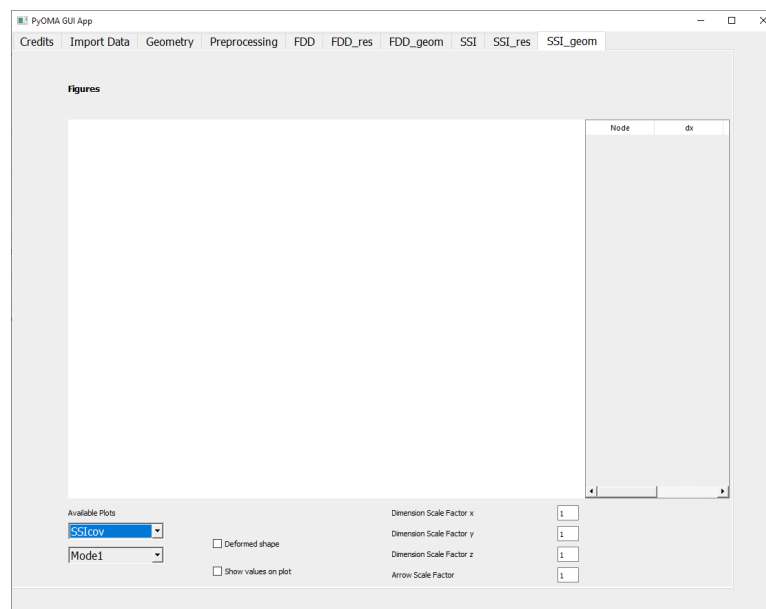 PyOMA GUI App
Credits Import Data Geometry Preprocessing FDD FDD_res FDD_geom SSI SSI_res SSI_geom
Figures
Node dx
Available Plots
SSIcov
Mode1
Deformed shape
Show values on plot
Dimension Scale Factor x 1
Dimension Scale Factor y 1
Dimension Scale Factor z 1
Arrow Scale Factor 1